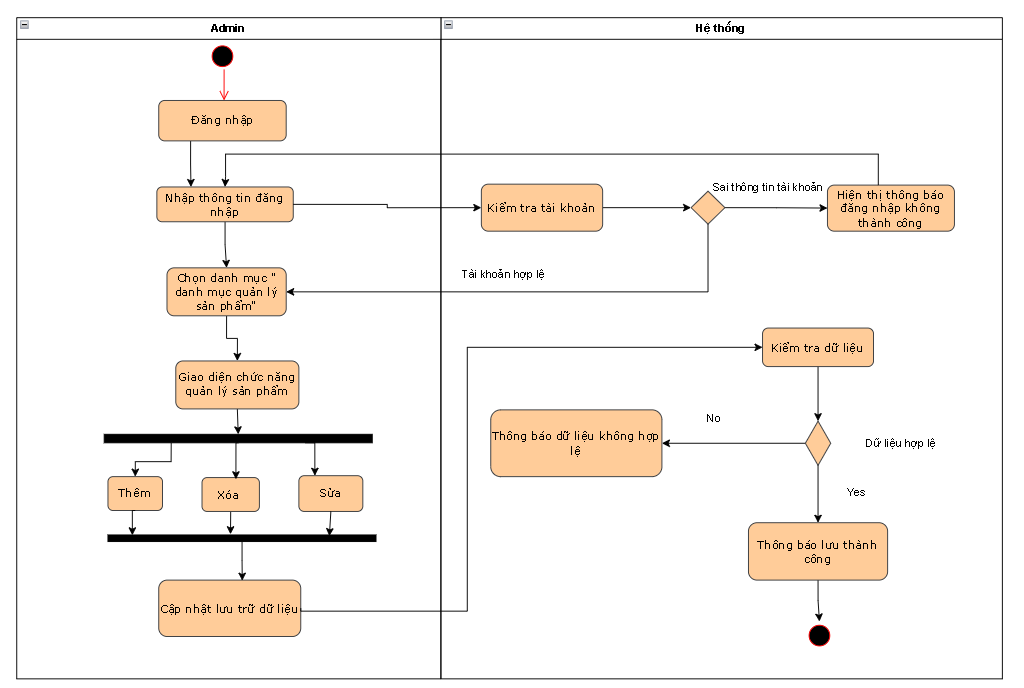 Admin
Hệ thống
Đăng nhập
Nhập thông tin đăng
nhập
Kiểm tra tài khoản
Sai thông tin tài khoản
Hiện thị thông báo
đăng nhập không
thành công
Tài khoản hợp lệ
Chọn danh mục "
danh mục quản lý
sản phẩm"
Giao diện chức năng
quản lý sản phẩm
Thêm
Xóa
Sửa
Cập nhật lưu trữ dữ liệu
Kiểm tra dữ liệu
No
Dữ liệu hợp lệ
Thông báo dữ liệu không hợp
lệ
Yes
Thông báo lưu thành
công